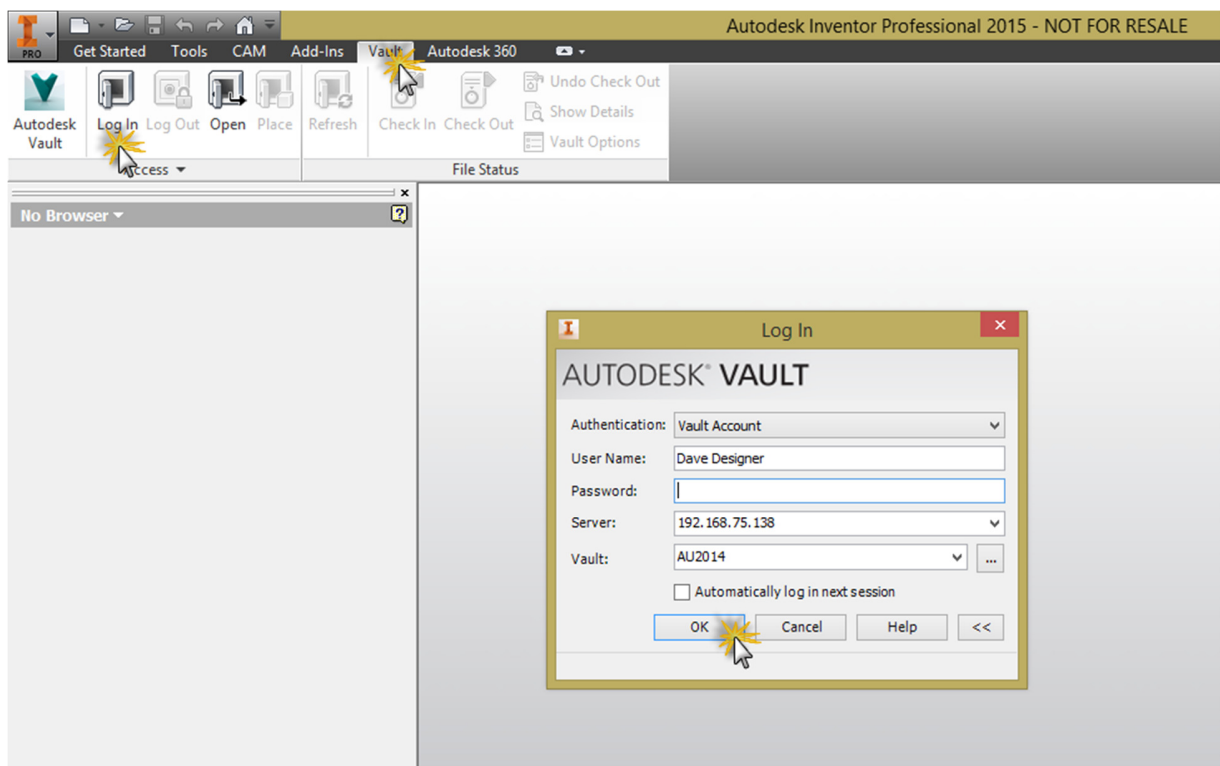 Autodesk Inventor Professional 2015 - NOT FOR RESALE
PRO
Get Started Tools CAM Add-Ins Vault Autodesk 360
Autodesk Vault
Log In Log Out Open Place Refresh Check In Check Out
Undo Check Out
Show Details
Vault Options
Access File Status
No Browser
Log In
AUTODESK® VAULT
Authentication: Vault Account
User Name: Dave Designer
Password:
Server: 192.168.75.138
Vault: AU2014 ...
Automatically log in next session
OK Cancel Help <<